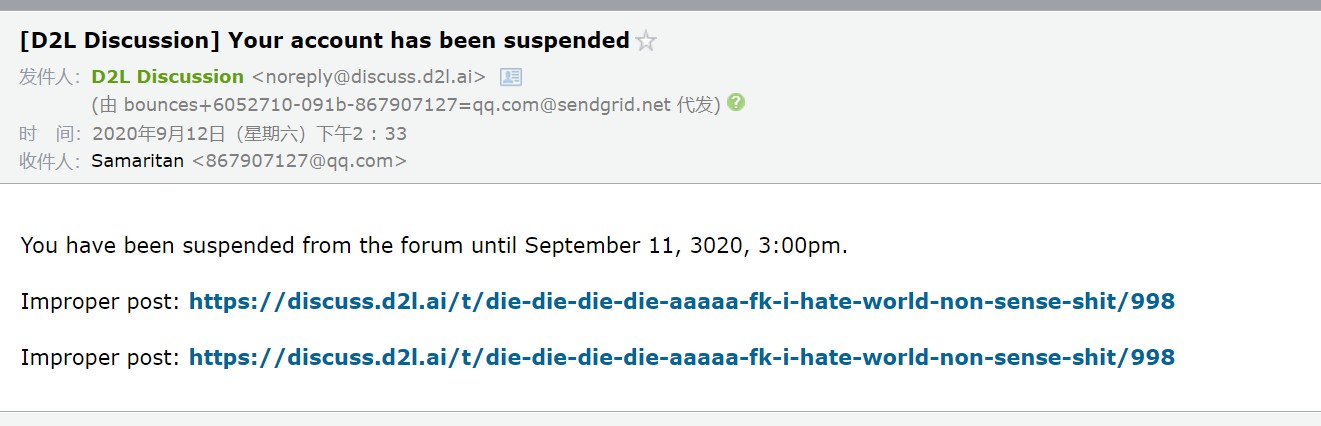 [D2L Discussion] Your account has been suspended
发件人: D2L Discussion <noreply@discuss.d2l.ai>
(由 bounces+6052710-091b-867907127=qq.com@sendgrid.net 代发)
时 间: 2020年9月12日 (星期六) 下午2 : 33
收件人: Samaritan <867907127@qq.com>
You have been suspended from the forum until September 11, 3020, 3:00pm.
Improper post: https://discuss.d2l.ai/t/die-die-die-die-aaaaa-fk-i-hate-world-non-sense-shit/998
Improper post: https://discuss.d2l.ai/t/die-die-die-die-aaaaa-fk-i-hate-world-non-sense-shit/998